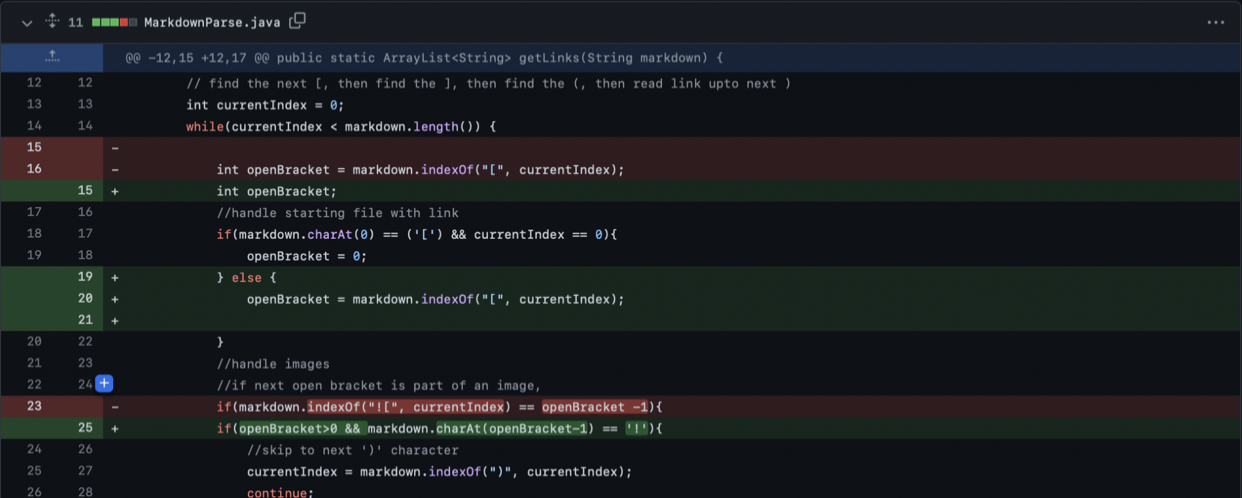 11 MarkdownParse.java
@@ -12,15 +12,17 @@ public static ArrayList<String> getLinks(String markdown) {
12 12 // find the next [, then find the ], then find the (, then read link upto next )
13 13 int currentIndex = 0;
14 14 while(currentIndex < markdown.length()) {
15 -
16 - int openBracket = markdown.indexOf("[", currentIndex);
15 + int openBracket;
17 16 //handle starting file with link
18 17 if(markdown.charAt(0) == ('[') && currentIndex == 0){
19 18 openBracket = 0;
19 + } else {
20 + openBracket = markdown.indexOf("[", currentIndex);
21 +
20 22 }
21 23 //handle images
22 24 //if next open bracket is part of an image,
23 - if(markdown.indexOf("![", currentIndex) == openBracket -1){
25 + if(openBracket>0 && markdown.charAt(openBracket-1) == '!'){
24 26 //skip to next ')' character
25 27 currentIndex = markdown.indexOf(")", currentIndex);
26 28 continue;